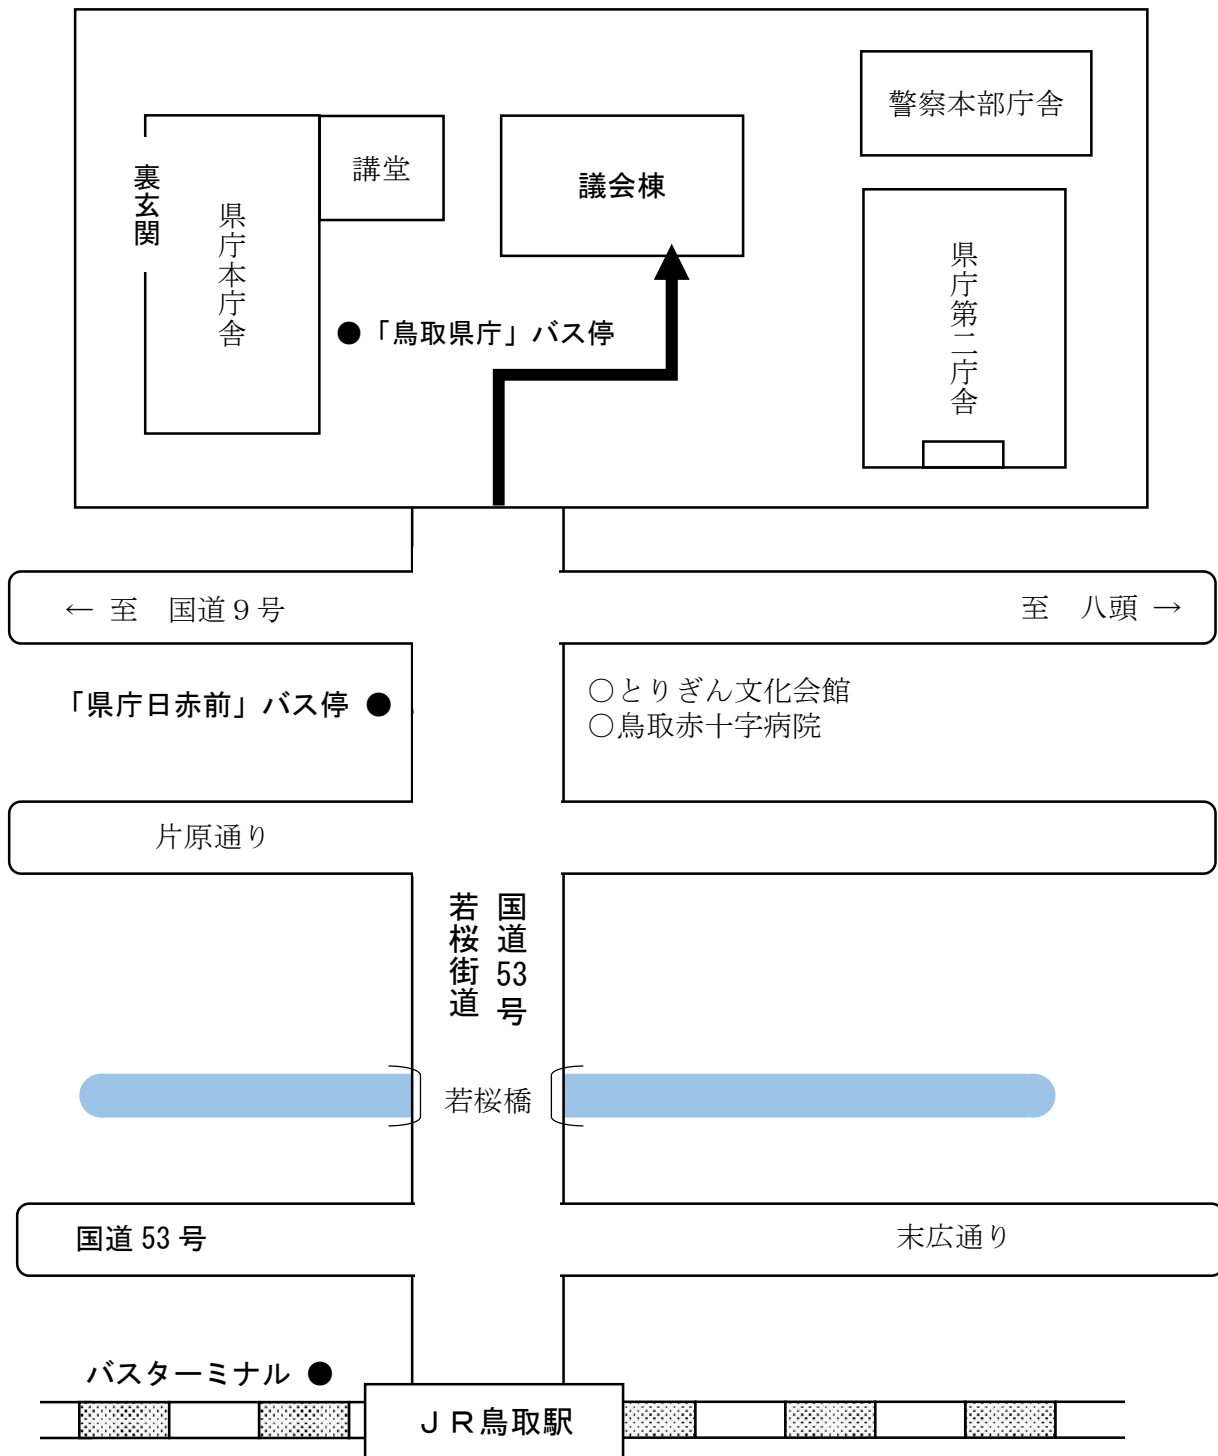 警察本部庁舎
講堂
議会棟
裏玄関
県庁本庁舎
県庁第二庁舎
●「鳥取県庁」バス停
← 至　国道９号
至　八頭 →
「県庁日赤前」バス停 ●
○とりぎん文化会館
○鳥取赤十字病院
片原通り
国道53号
若桜街道
若桜橋
国道 53 号
末広通り
バスターミナル ●
ＪＲ鳥取駅